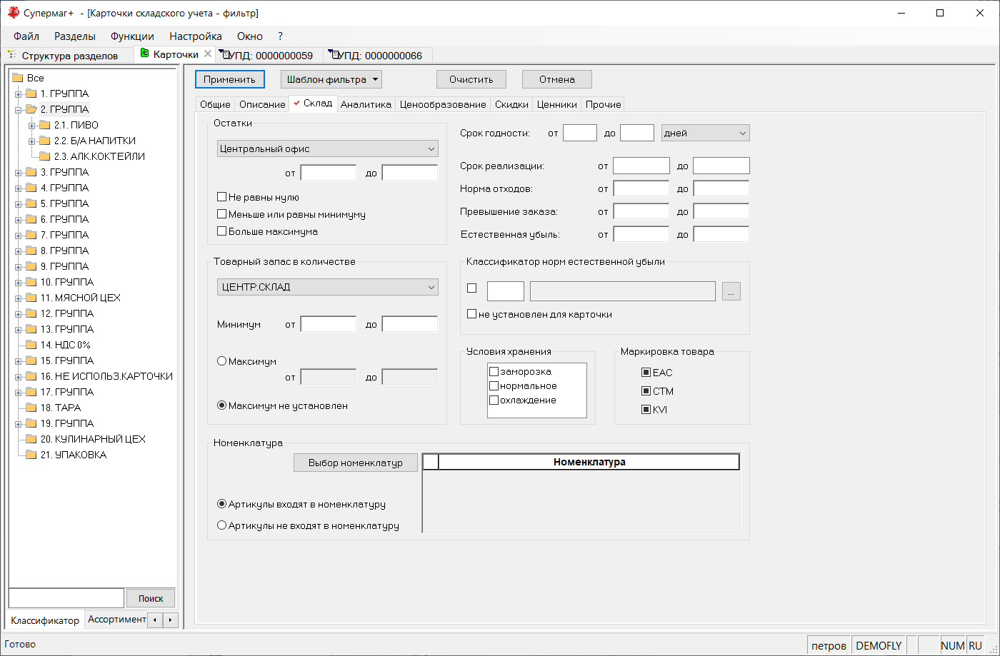 Супермаг+ - [Карточки складского учета - фильтр]
Файл Разделы Функции Настройка Окно ?
Структура разделов Карточки УПД: 0000000059 УПД: 0000000066
Все
1. ГРУППА
2. ГРУППА
2.1. ПИВО
2.2. Б/А НАПИТКИ
2.3. АЛК.КОКТЕЙЛИ
3. ГРУППА
4. ГРУППА
5. ГРУППА
6. ГРУППА
7. ГРУППА
8. ГРУППА
9. ГРУППА
10. ГРУППА
11. МЯСНОЙ ЦЕХ
12. ГРУППА
13. ГРУППА
14. НДС 0%
15. ГРУППА
16. НЕ ИСПОЛЬЗ.КАРТОЧКИ
17. ГРУППА
18. ТАРА
19. ГРУППА
20. КУЛИНАРНЫЙ ЦЕХ
21. УПАКОВКА
Поиск
Классификатор Ассортимент
Применить Шаблон фильтра Очистить Отмена
Общие Описание Склад Аналитика Ценообразование Скидки Ценники Прочие
Остатки
Центральный офис
от до
Не равны нулю
Меньше или равны минимуму
Больше максимума
Срок годности: от до дней
Срок реализации: от до
Норма отходов: от до
Превышение заказа: от до
Естественная убыль: от до
Товарный запас в количестве
ЦЕНТР.СКЛАД
Минимум от до
Максимум
от до
Максимум не установлен
Классификатор норм естественной убыли
...
не установлен для карточки
Условия хранения
заморозка
нормальное
охлаждение
Маркировка товара
EAC
СТМ
KVI
Номенклатура
Выбор номенклатур
Номенклатура
Артикулы входят в номенклатуру
Артикулы не входят в номенклатуру
Готово петров DEMOFLY NUM RU